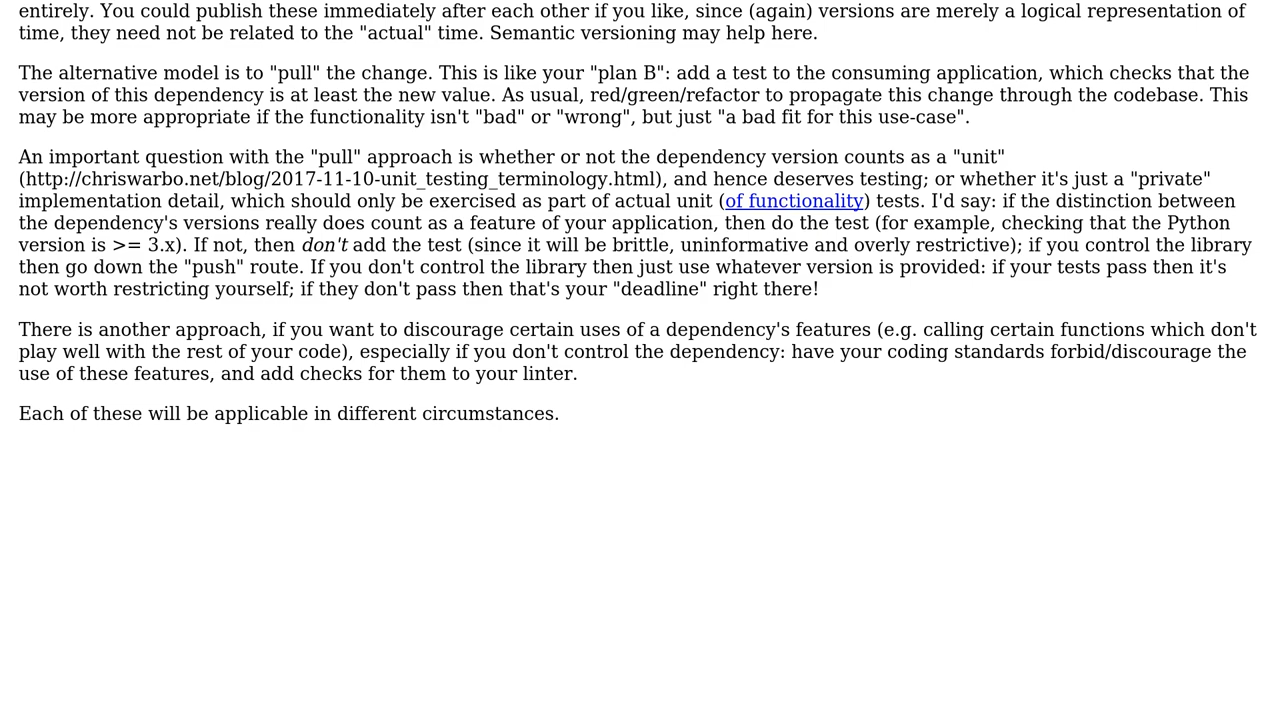 entirely. You could publish these immediately after each other if you like, since (again) versions are merely a logical representation of
time, they need not be related to the "actual" time. Semantic versioning may help here.
The alternative model is to "pull" the change. This is like your "plan B": add a test to the consuming application, which checks that the
version of this dependency is at least the new value. As usual, red/green/refactor to propagate this change through the codebase. This
may be more appropriate if the functionality isn't "bad" or "wrong", but just "a bad fit for this use-case".
An important question with the "pull" approach is whether or not the dependency version counts as a "unit"
(http://chriswarbo.net/blog/2017-11-10-unit_testing_terminology.html), and hence deserves testing; or whether it's just a "private"
implementation detail, which should only be exercised as part of actual unit (of functionality) tests. I'd say: if the distinction between
the dependency's versions really does count as a feature of your application, then do the test (for example, checking that the Python
version is >= 3.x). If not, then don't add the test (since it will be brittle, uninformative and overly restrictive); if you control the library
then go down the "push" route. If you don't control the library then just use whatever version is provided: if your tests pass then it's
not worth restricting yourself; if they don't pass then that's your "deadline" right there!
There is another approach, if you want to discourage certain uses of a dependency's features (e.g. calling certain functions which don't
play well with the rest of your code), especially if you don't control the dependency: have your coding standards forbid/discourage the
use of these features, and add checks for them to your linter.
Each of these will be applicable in different circumstances.